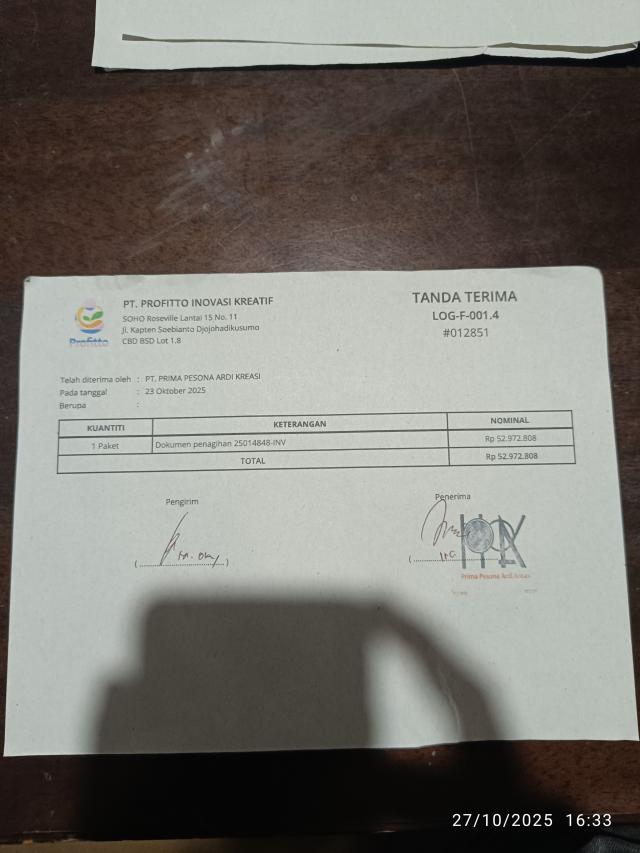 PT. PROFITTO INOVASI KREATIF
SOHO Roseville Lantai 15 No. 11
Jl. Kapten Soebianto Djojohadikusumo
CBD BSD Lot 1.8
Profitto
TANDA TERIMA
LOG-F-001.4
#012851
Telah diterima oleh : PT. PRIMA PESONA ARDI KREASI
Pada tanggal : 23 Oktober 2025
Berupa :
KUANTITI KETERANGAN NOMINAL
1 Paket Dokumen penagihan 25014848-INV Rp 52.972.808
TOTAL Rp 52.972.808
Pengirim Penerima
(....................)  (....................)
Prima Pesona Ardi
27/10/2025 16:33